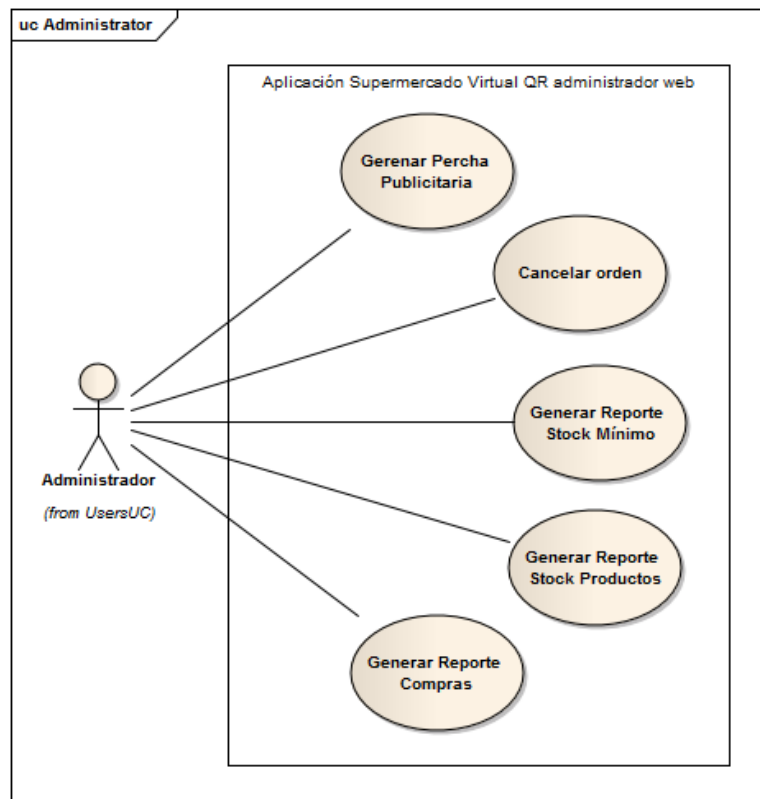 uc Administrator
Aplicación Supermercado Virtual QR administrador web
Gerenar Percha
Publicitaria
Cancelar orden
Generar Reporte
Stock Mínimo
Administrador
(from UsersUC)
Generar Reporte
Stock Productos
Generar Reporte
Compras